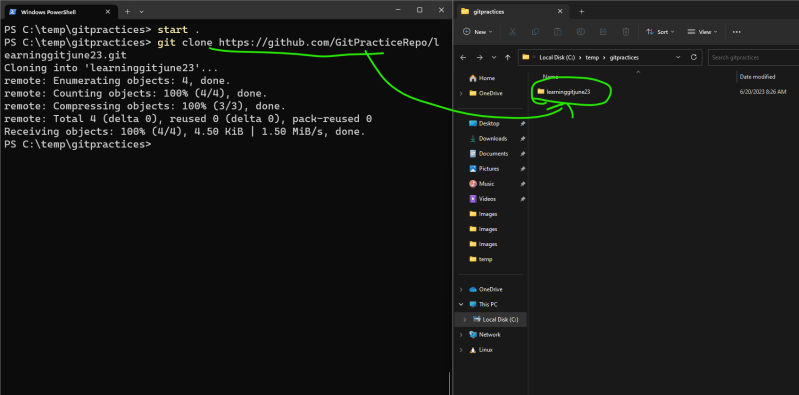 Windows PowerShell
PS C:\temp\gitpractices> start .
PS C:\temp\gitpractices> git clone https://github.com/GitPracticeRepo/l
earninggitjune23.git
Cloning into 'learninggitjune23'...
remote: Enumerating objects: 4, done.
remote: Counting objects: 100% (4/4), done.
remote: Compressing objects: 100% (3/3), done.
remote: Total 4 (delta 0), reused 0 (delta 0), pack-reused 0
Receiving objects: 100% (4/4), 4.50 KiB | 1.50 MiB/s, done.
PS C:\temp\gitpractices>
gitpractices
New
Sort
View
Local Disk (C:) > temp > gitpractices
Search gitpractices
Name
Date modified
learninggitjune23
6/20/2023 8:26 AM
Home
OneDrive
Desktop
Downloads
Documents
Pictures
Music
Videos
Images
Images
Images
temp
OneDrive
This PC
Local Disk (C:)
Network
Linux